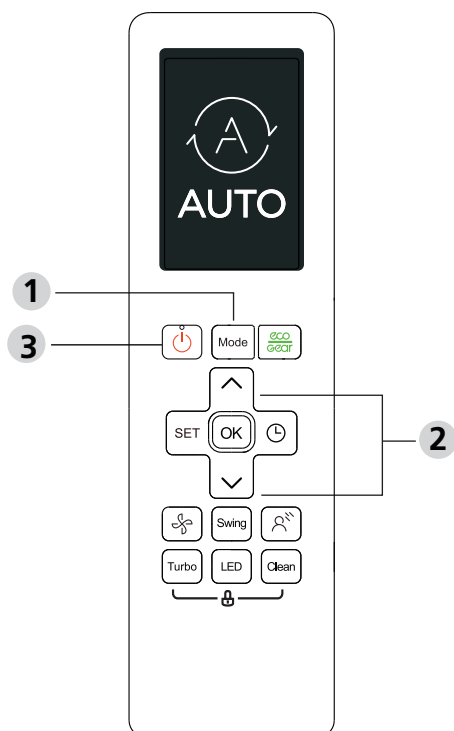 A
AUTO
1
3
Mode
eco
Gear
SET
OK
2
Swing
Turbo
LED
Clean